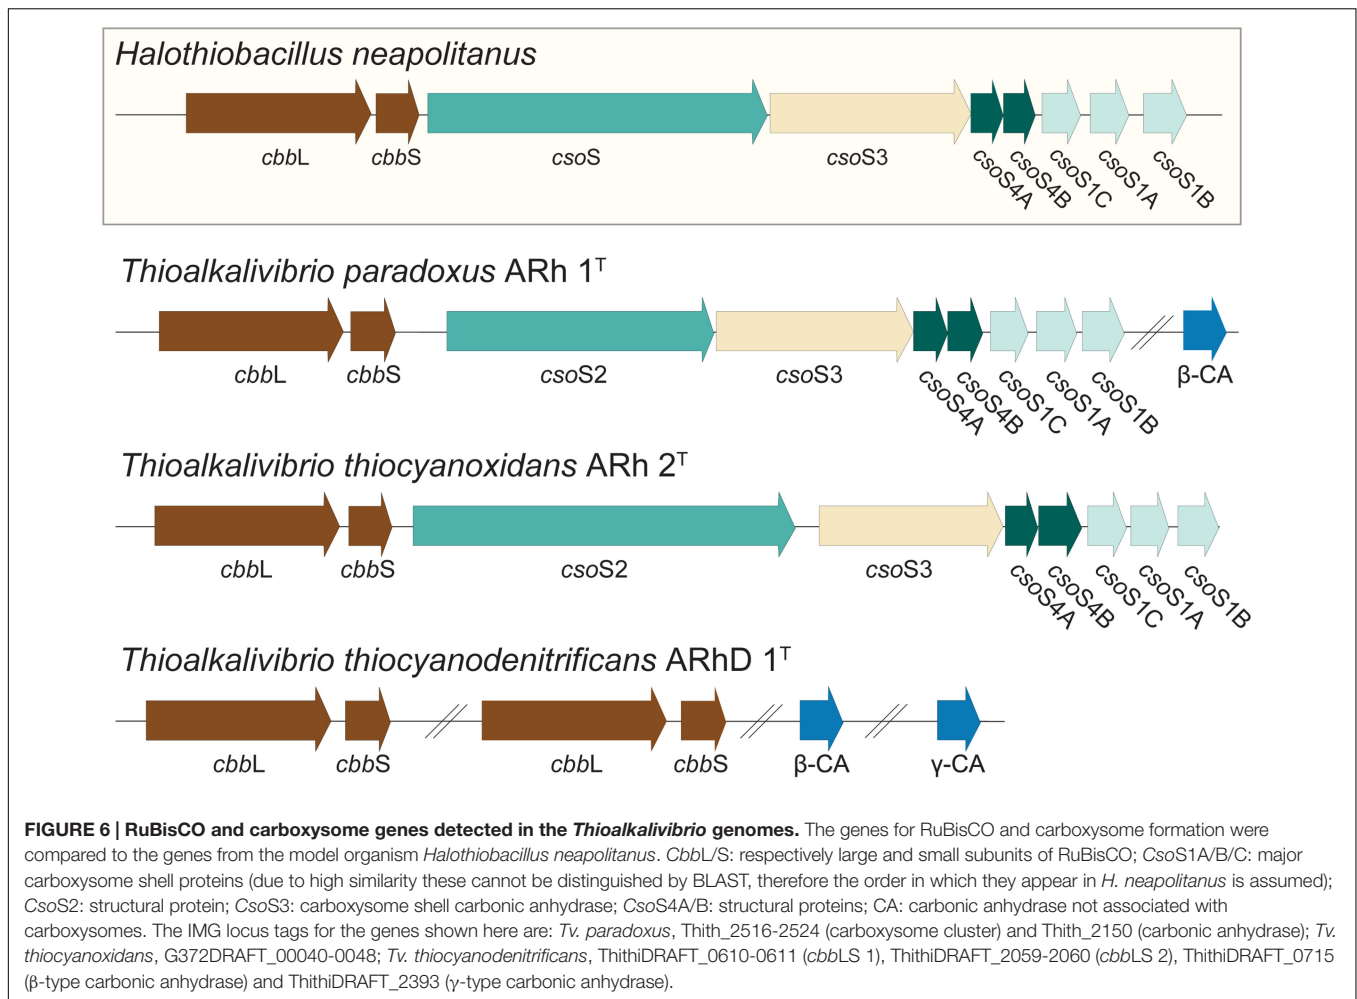 Halothiobacillus neapolitanus
cbbL cbbS csoS csoS3 csoS4A csoS4B csoS1C csoS1A csoS1B
Thioalkalivibrio paradoxus ARh 1T
cbbL cbbS csoS2 csoS3 csoS4A csoS4B csoS1C csoS1A csoS1B β-CA
Thioalkalivibrio thiocyanoxidans ARh 2T
cbbL cbbS csoS2 csoS3 csoS4A csoS4B csoS1C csoS1A csoS1B
Thioalkalivibrio thiocyanodenitrificans ARhD 1T
cbbL cbbS cbbL cbbS β-CA γ-CA
FIGURE 6 | RuBisCO and carboxysome genes detected in the Thioalkalivibrio genomes. The genes for RuBisCO and carboxysome formation were
compared to the genes from the model organism Halothiobacillus neapolitanus. CbbL/S: respectively large and small subunits of RuBisCO; CsoS1A/B/C: major
carboxysome shell proteins (due to high similarity these cannot be distinguished by BLAST, therefore the order in which they appear in H. neapolitanus is assumed);
CsoS2: structural protein; CsoS3: carboxysome shell carbonic anhydrase; CsoS4A/B: structural proteins; CA: carbonic anhydrase not associated with
carboxysomes. The IMG locus tags for the genes shown here are: Tv. paradoxus, Thith_2516-2524 (carboxysome cluster) and Thith_2150 (carbonic anhydrase); Tv.
thiocyanoxidans, G372DRAFT_00040-0048; Tv. thiocyanodenitrificans, ThithiDRAFT_0610-0611 (cbbLS 1), ThithiDRAFT_2059-2060 (cbbLS 2), ThithiDRAFT_0715
(β-type carbonic anhydrase) and ThithiDRAFT_2393 (γ-type carbonic anhydrase).